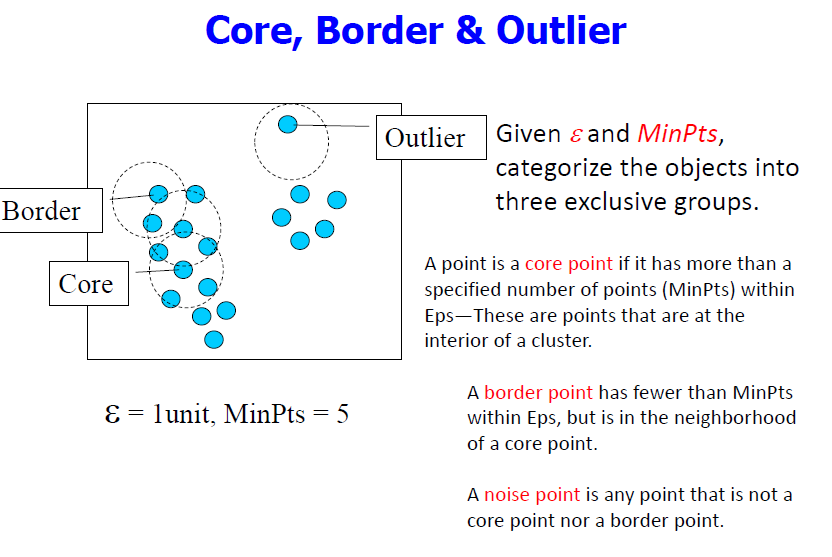 Core, Border & Outlier
Outlier
Border
Core
ε = 1unit, MinPts = 5
Given ε and MinPts,
categorize the objects into
three exclusive groups.
A point is a core point if it has more than a
specified number of points (MinPts) within
Eps—These are points that are at the
interior of a cluster.
A border point has fewer than MinPts
within Eps, but is in the neighborhood
of a core point.
A noise point is any point that is not a
core point nor a border point.